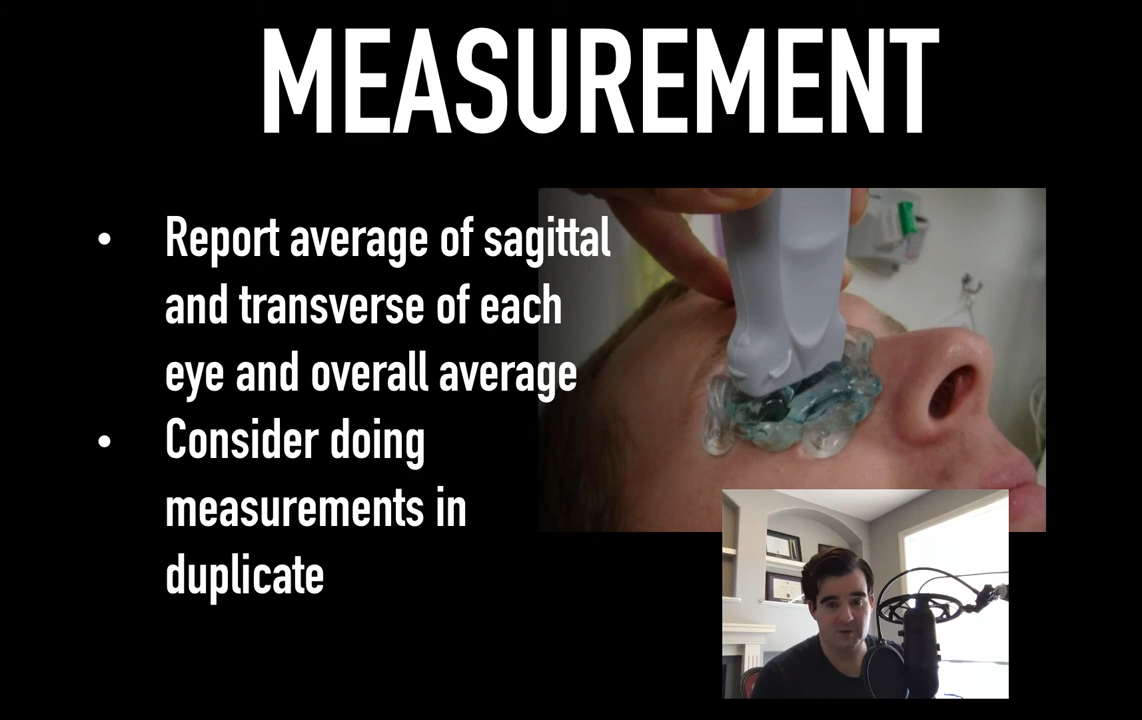 MEASUREMENT
• Report average of sagittal
and transverse of each
eye and overall average
• Consider doing
measurements in
duplicate